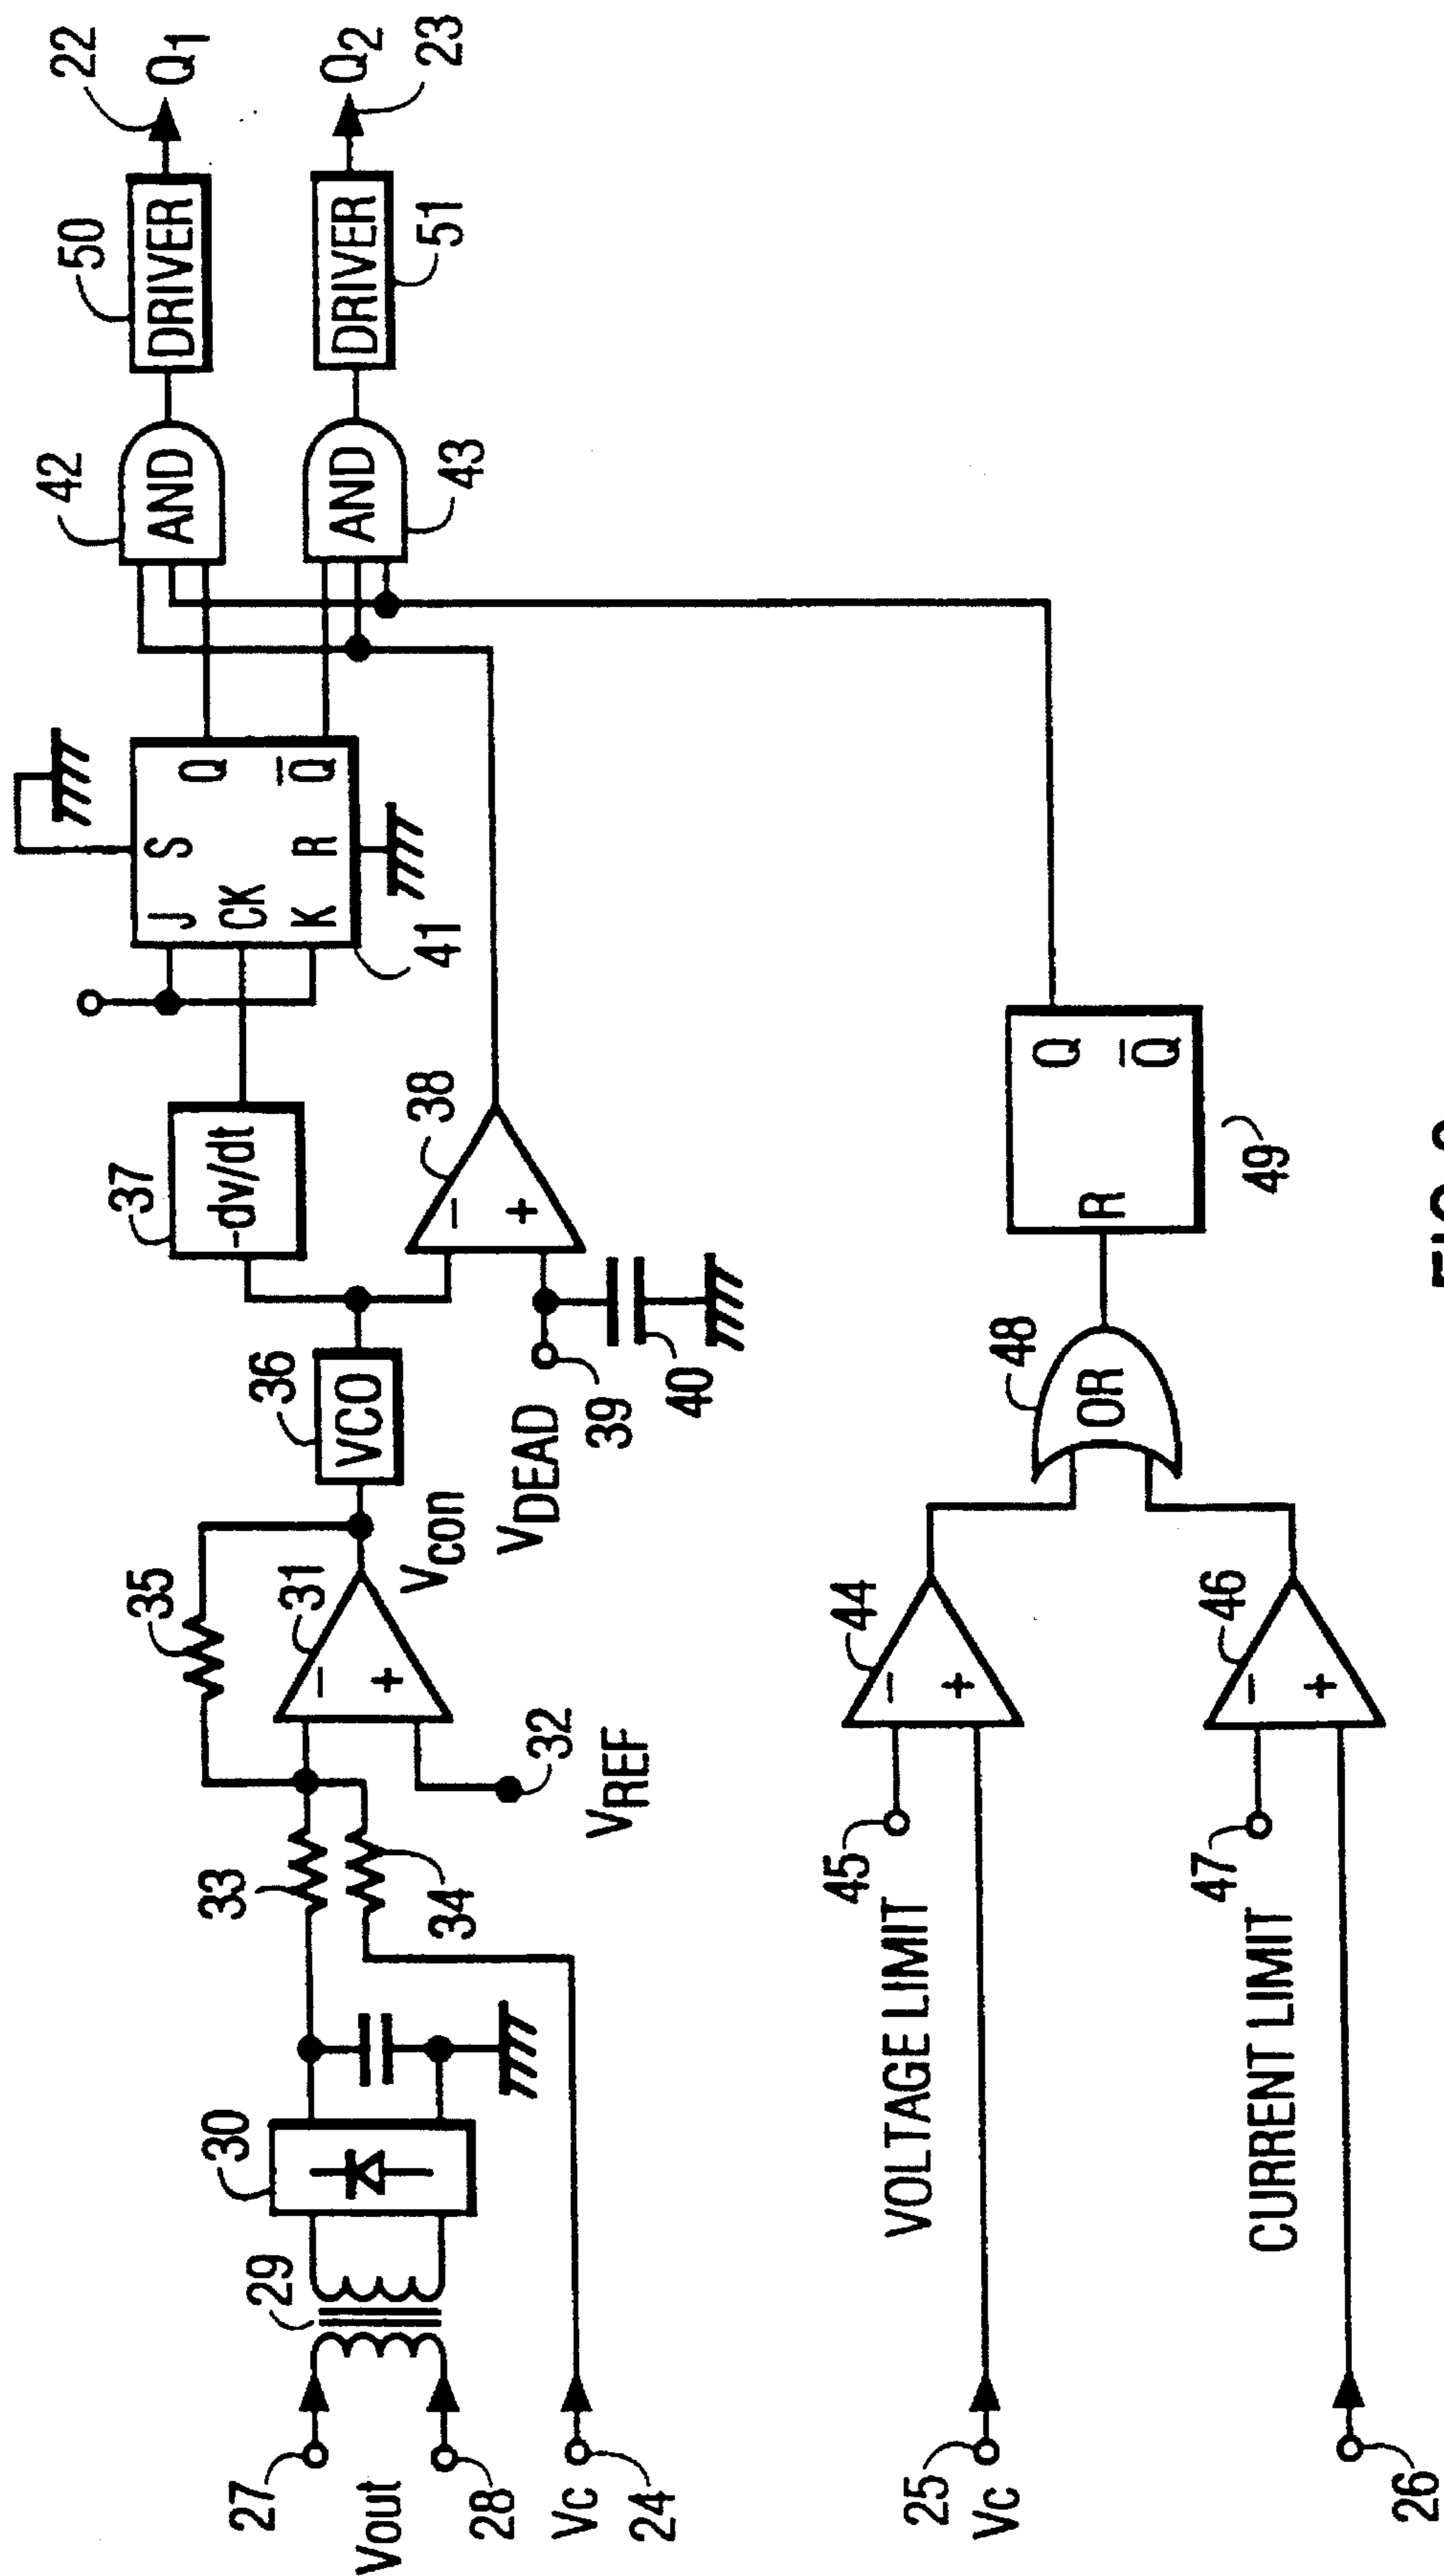 22
Q1
50
DRIVER
42
AND
Q2
23
DRIVER
51
AND
43
S
Q
J
CK
K
R
Q̅
41
37
-dv/dt
38
−
+
36
VCO
VDEAD
39
40
Vcon
35
31
−
+
32
VREF
33
34
30
29
27
Vout
28
Vc
24
Q
Q̅
R
49
48
OR
44
−
+
45
VOLTAGE LIMIT
25
Vc
46
−
+
47
CURRENT LIMIT
26